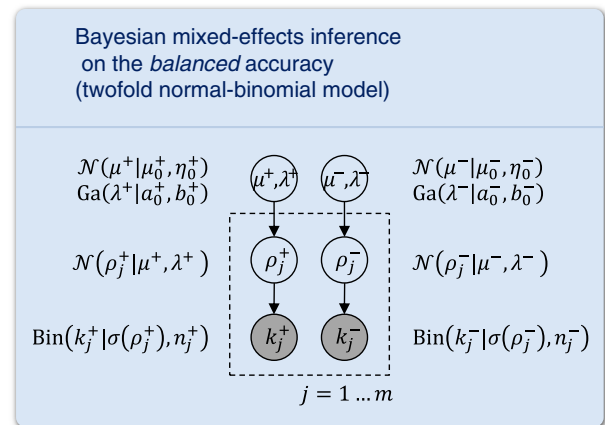 Bayesian mixed-effects inference
on the balanced accuracy
(twofold normal-binomial model)
𝒩(μ⁺|μ₀⁺, η₀⁺)
Ga(λ⁺|a₀⁺, b₀⁺)
μ⁺,λ⁺ μ⁻,λ⁻
𝒩(μ⁻|μ₀⁻, η₀⁻)
Ga(λ⁻|a₀⁻, b₀⁻)
𝒩(ρⱼ⁺|μ⁺, λ⁺) ρⱼ⁺ ρⱼ⁻ 𝒩(ρⱼ⁻|μ⁻, λ⁻)
Bin(kⱼ⁺|σ(ρⱼ⁺), nⱼ⁺) kⱼ⁺ kⱼ⁻ Bin(kⱼ⁻|σ(ρⱼ⁻), nⱼ⁻)
j = 1 … m